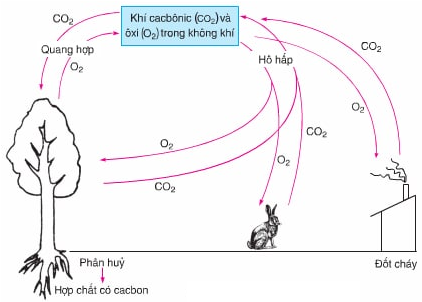 CO2
Khí cacbônic (CO2) và
ôxi (O2) trong không khí
Quang hợp
O2
CO2
Hô hấp
O2
O2
CO2
O2
CO2
Phân huỷ
Hợp chất có cacbon
Đốt cháy